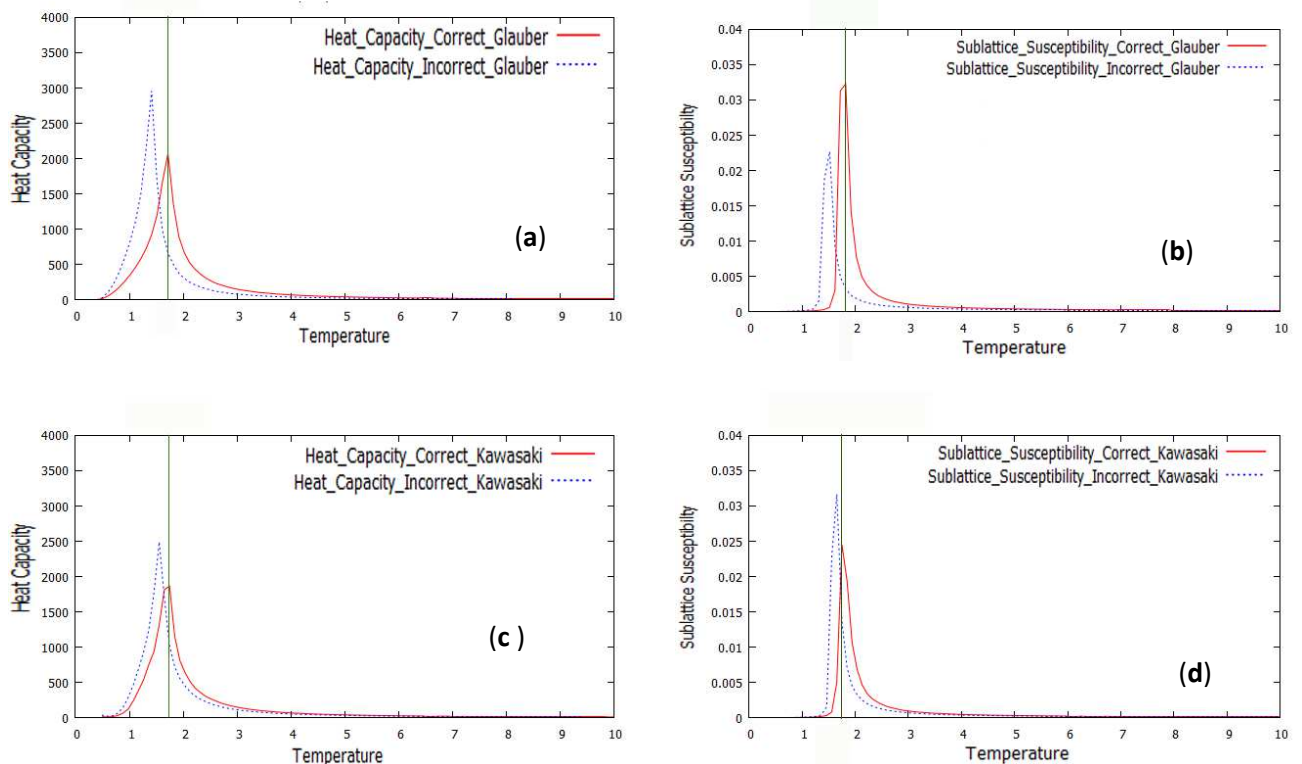 4000
3500
3000
2500
2000
1500
1000
500
0
Heat Capacity
Heat_Capacity_Correct_Glauber
Heat_Capacity_Incorrect_Glauber
(a)
0 1 2 3 4 5 6 7 8 9 10
Temperature
0.04
0.035
0.03
0.025
0.02
0.015
0.01
0.005
0
Sublattice Susceptibilty
Sublattice_Susceptibility_Correct_Glauber
Sublattice_Susceptibility_Incorrect_Glauber
(b)
0 1 2 3 4 5 6 7 8 9 10
Temperature
4000
3500
3000
2500
2000
1500
1000
500
0
Heat Capacity
Heat_Capacity_Correct_Kawasaki
Heat_Capacity_Incorrect_Kawasaki
(c )
0 1 2 3 4 5 6 7 8 9 10
Temperature
0.04
0.035
0.03
0.025
0.02
0.015
0.01
0.005
0
Sublattice Susceptibility
Sublattice_Susceptibility_Correct_Kawasaki
Sublattice_Susceptibility_Incorrect_Kawasaki
(d)
0 1 2 3 4 5 6 7 8 9 10
Temperature